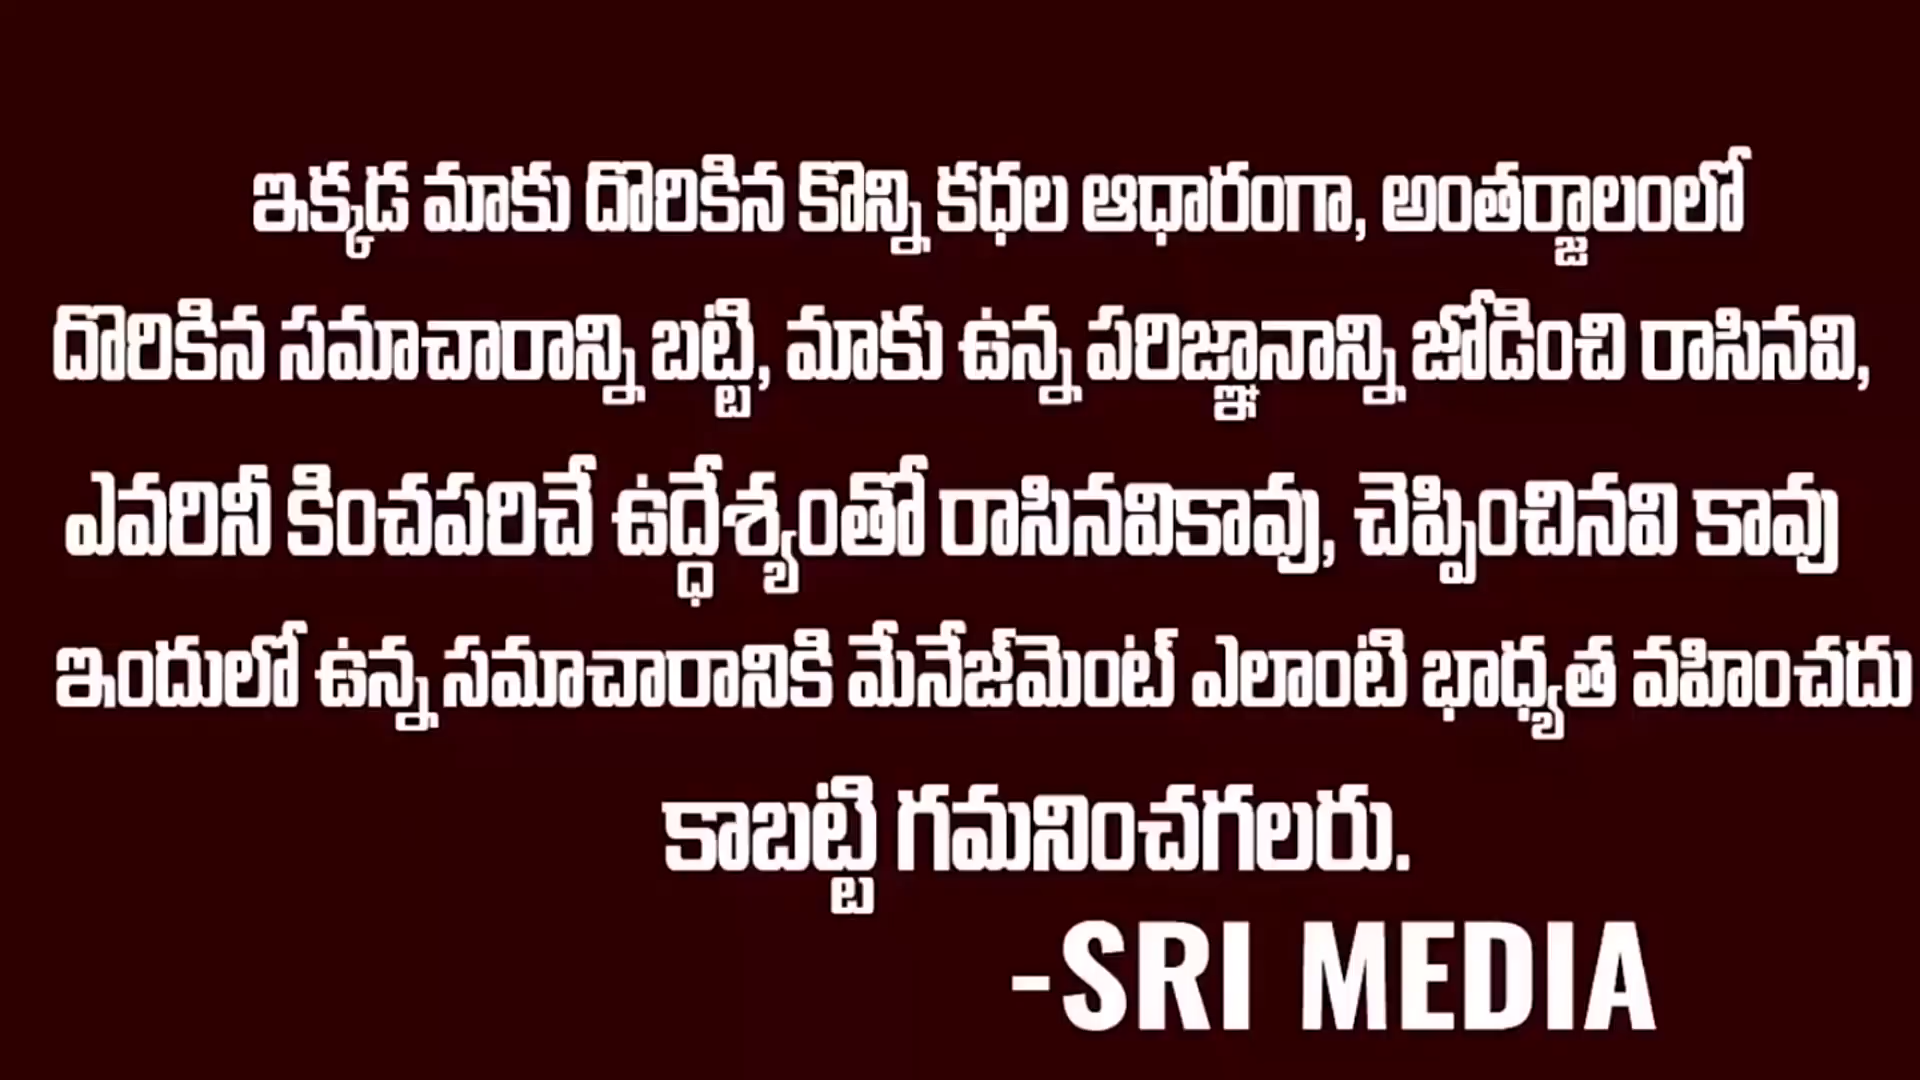 ఇక్కడ మాకు దొరికిన కొన్ని కధల ఆధారంగా, అంతర్జాలంలో
దొరికిన సమాచారాన్ని బట్టి, మాకు ఉన్న పరిజ్ఞానాన్ని జోడించి రాసినవి,
ఎవరినీ కించపరిచే ఉద్ధేశ్యంతో రాసినవికావు, చెప్పించినవి కావు
ఇందులో ఉన్న సమాచారానికి మేనేజ్‌మెంట్ ఎలాంటి భాధ్యత వహించదు
కాబట్టి గమనించగలరు.
-SRI MEDIA